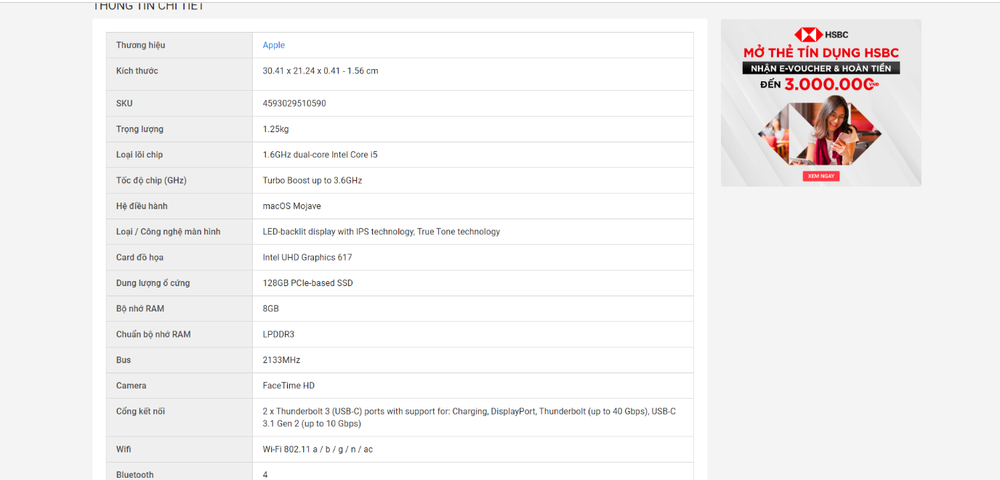 THÔNG TIN CHI TIẾT
Thương hiệu
Apple
Kích thước
30.41 x 21.24 x 0.41 - 1.56 cm
SKU
4593029510590
Trọng lượng
1.25kg
Loại lõi chip
1.6GHz dual-core Intel Core i5
Tốc độ chip (GHz)
Turbo Boost up to 3.6GHz
Hệ điều hành
macOS Mojave
Loại / Công nghệ màn hình
LED-backlit display with IPS technology, True Tone technology
Card đồ họa
Intel UHD Graphics 617
Dung lượng ổ cứng
128GB PCIe-based SSD
Bộ nhớ RAM
8GB
Chuẩn bộ nhớ RAM
LPDDR3
Bus
2133MHz
Camera
FaceTime HD
Cổng kết nối
2 x Thunderbolt 3 (USB-C) ports with support for: Charging, DisplayPort, Thunderbolt (up to 40 Gbps), USB-C
3.1 Gen 2 (up to 10 Gbps)
Wifi
Wi-Fi 802.11 a / b / g / n / ac
Bluetooth
4
HSBC
MỞ THẺ TÍN DỤNG HSBC
NHẬN E-VOUCHER & HOÀN TIỀN
ĐẾN 3.000.000 VNĐ
XEM NGAY